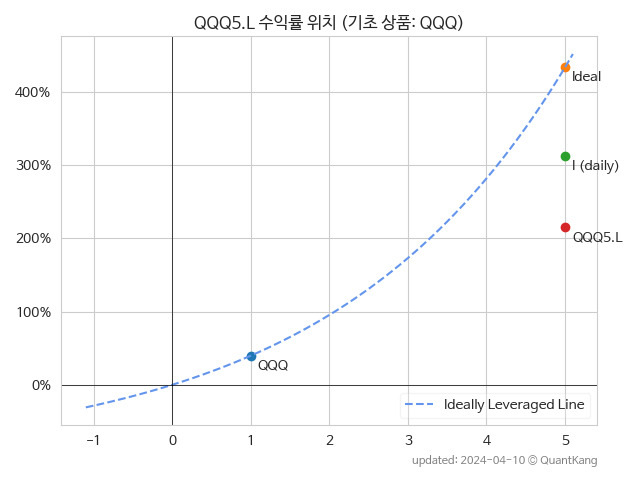 QQQ5.L 수익률 위치 (기초 상품: QQQ)
400%
300%
200%
100%
0%
Ideal
I (daily)
QQQ5.L
QQQ
Ideally Leveraged Line
-1 0 1 2 3 4 5
updated: 2024-04-10 © QuantKang